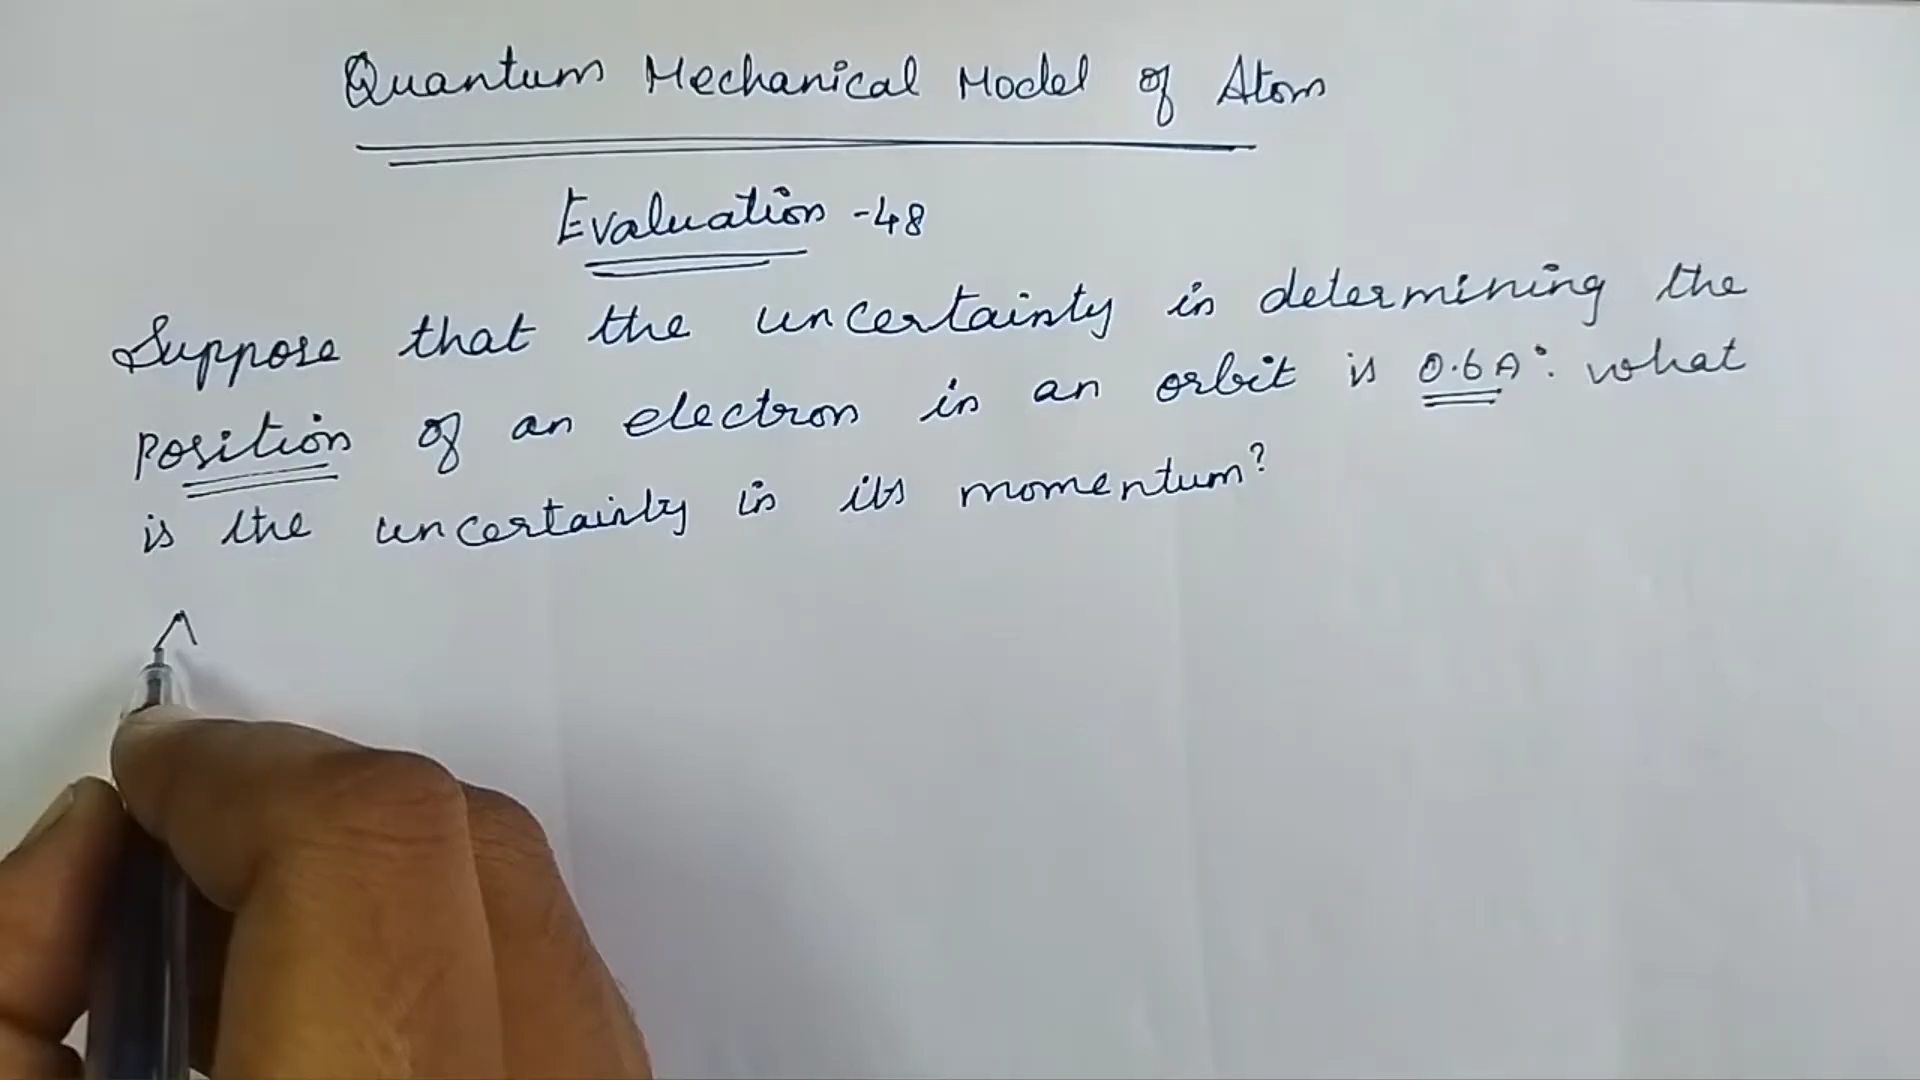 Quantum Mechanical Model of Atom
Evaluation -48
Suppose that the uncertainty in determining the
position of an electron in an orbit is 0.6A°. what
is the uncertainty in its momentum?